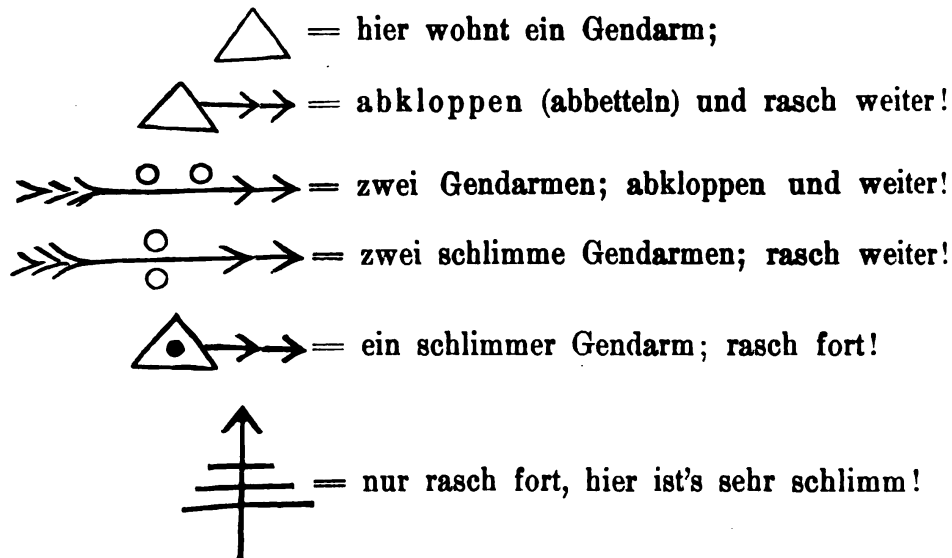 = hier wohnt ein Gendarm;
= abkloppen (abbetteln) und rasch weiter!
= zwei Gendarmen; abkloppen und weiter!
= zwei schlimme Gendarmen; rasch weiter!
= ein schlimmer Gendarm; rasch fort!
= nur rasch fort, hier ist's sehr schlimm!